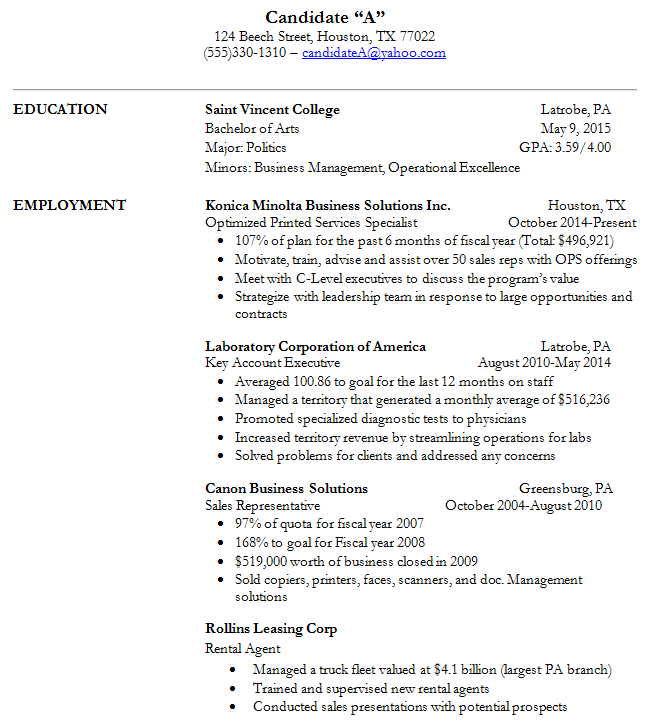 Candidate “A”
124 Beech Street, Houston, TX 77022
(555)330-1310 – candidateA@yahoo.com
EDUCATION Saint Vincent College Latrobe, PA
Bachelor of Arts May 9, 2015
Major: Politics GPA: 3.59/4.00
Minors: Business Management, Operational Excellence
EMPLOYMENT Konica Minolta Business Solutions Inc. Houston, TX
Optimized Printed Services Specialist October 2014-Present
• 107% of plan for the past 6 months of fiscal year (Total: $496,921)
• Motivate, train, advise and assist over 50 sales reps with OPS offerings
• Meet with C-Level executives to discuss the program’s value
• Strategize with leadership team in response to large opportunities and
contracts
Laboratory Corporation of America Latrobe, PA
Key Account Executive August 2010-May 2014
• Averaged 100.86 to goal for the last 12 months on staff
• Managed a territory that generated a monthly average of $516,236
• Promoted specialized diagnostic tests to physicians
• Increased territory revenue by streamlining operations for labs
• Solved problems for clients and addressed any concerns
Canon Business Solutions Greensburg, PA
Sales Representative October 2004-August 2010
• 97% of quota for fiscal year 2007
• 168% to goal for Fiscal year 2008
• $519,000 worth of business closed in 2009
• Sold copiers, printers, faxes, scanners, and doc. Management
solutions
Rollins Leasing Corp
Rental Agent
• Managed a truck fleet valued at $4.1 billion (largest PA branch)
• Trained and supervised new rental agents
• Conducted sales presentations with potential prospects